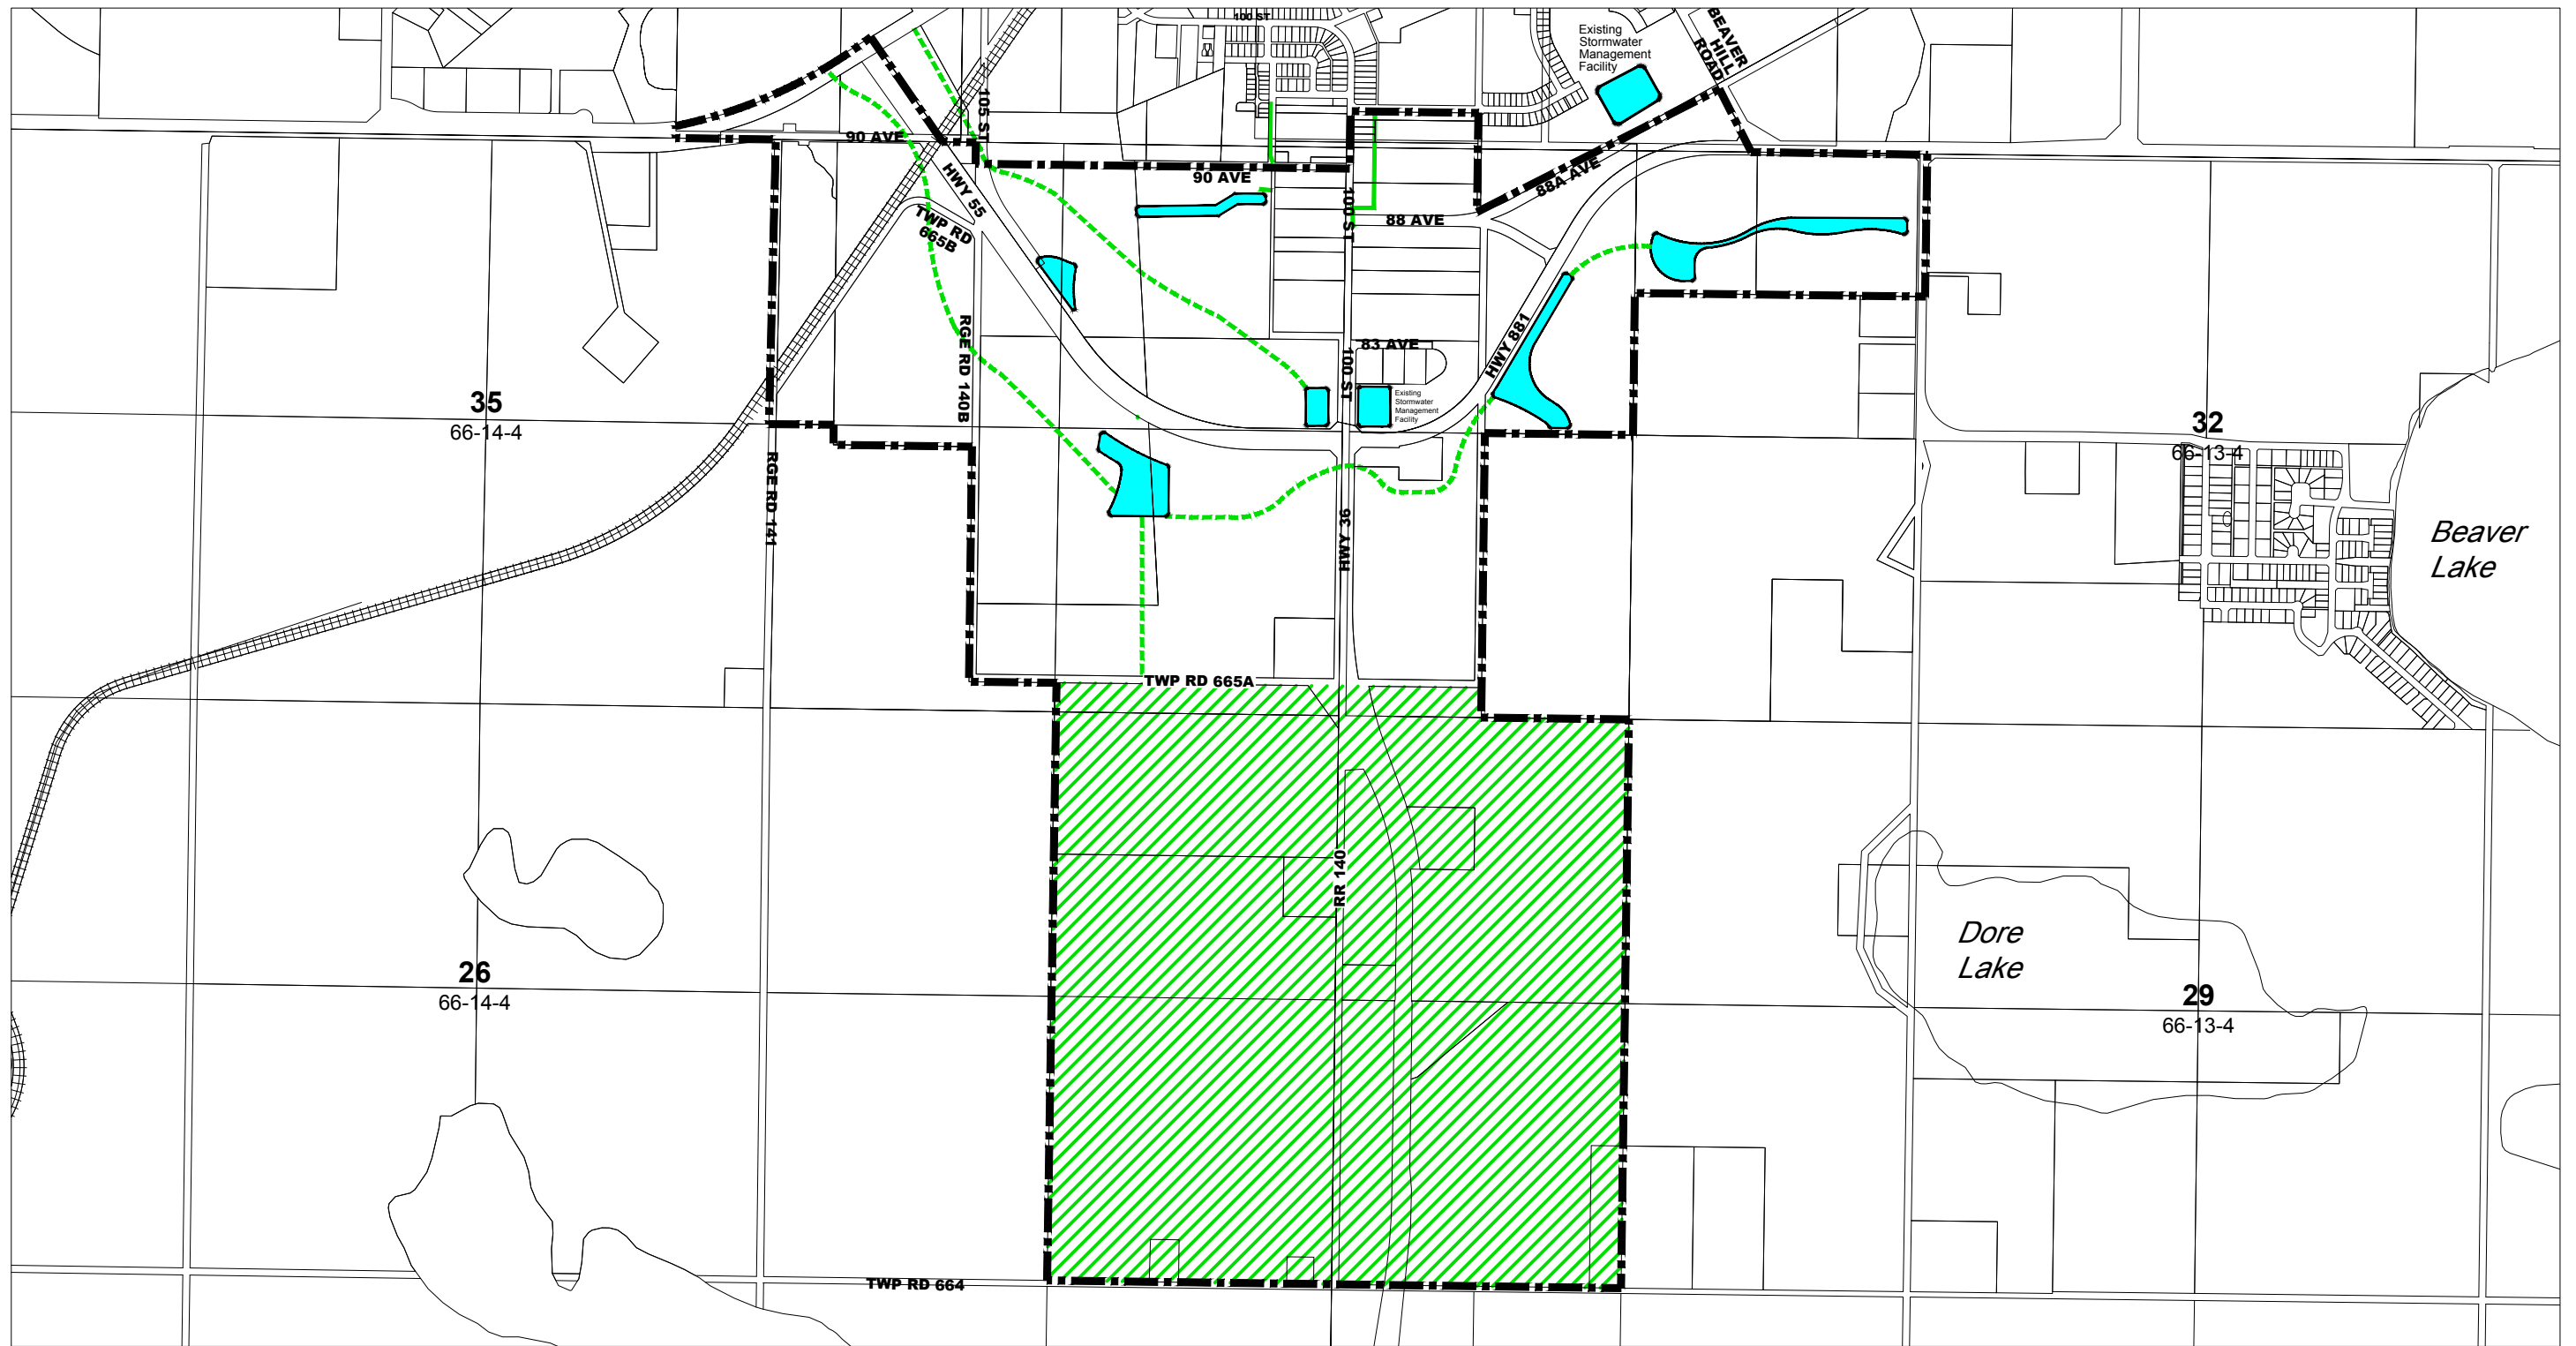 100 ST
Existing
Stormwater
Management
Facility
BEAVER
HILL
ROAD
105 ST
90 AVE
90 AVE
88A AVE
HWY 55
TWP RD
665B
100 ST
88 AVE
RGE RD 140B
HWY 881
83 AVE
100 ST
Existing
Stormwater
Management
Facility
35
66-14-4
32
66-13-4
RGE RD 141
HWY 36
Beaver
Lake
TWP RD 665A
RR 140
Dore
Lake
26
66-14-4
29
66-13-4
TWP RD 664